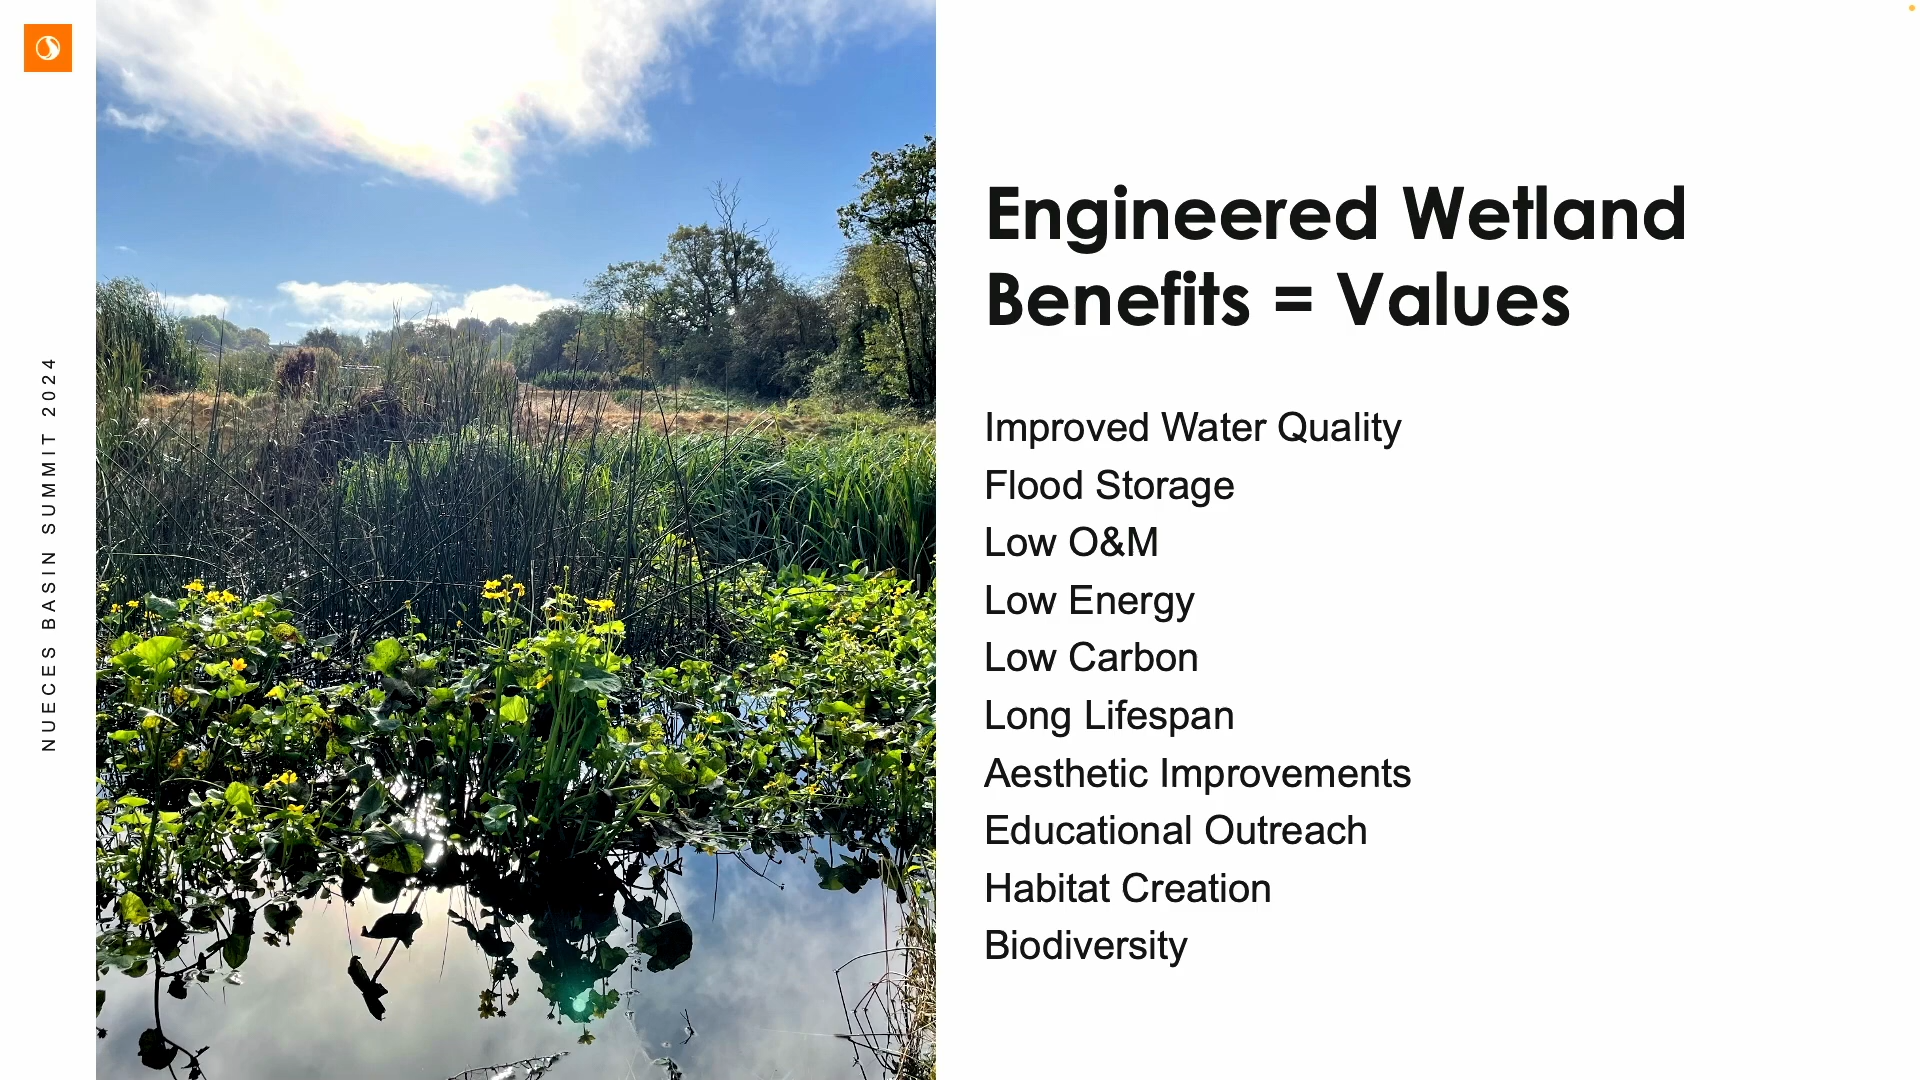 NUECES BASIN SUMMIT 2024
Engineered Wetland
Benefits = Values
Improved Water Quality
Flood Storage
Low O&M
Low Energy
Low Carbon
Long Lifespan
Aesthetic Improvements
Educational Outreach
Habitat Creation
Biodiversity